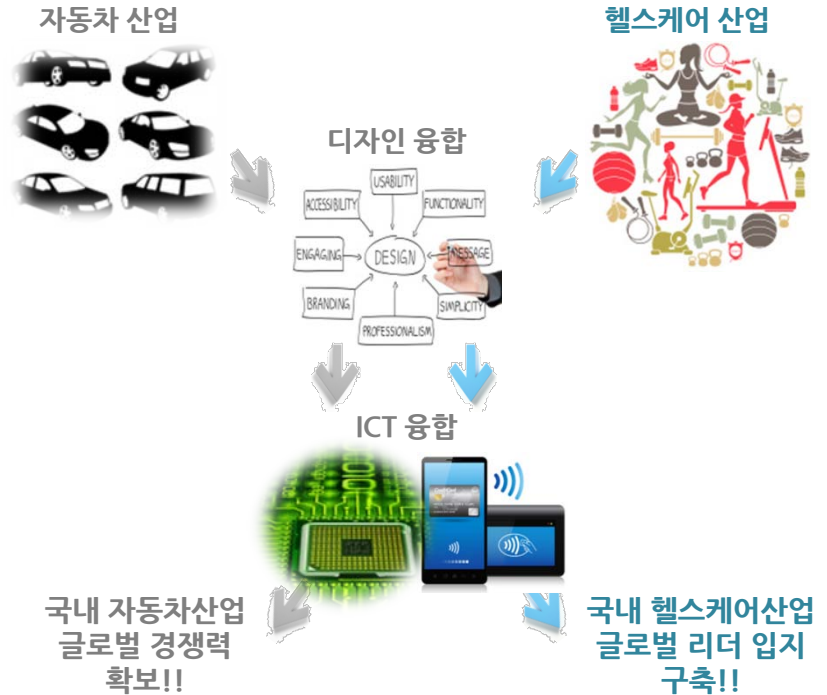 자동차 산업
헬스케어 산업
디자인 융합
USABILITY
ACCESSIBILITY
FUNCTIONALITY
ENGAGING
DESIGN
MESSAGE
BRANDING
SIMPLICITY
PROFESSIONALISM
ICT 융합
국내 자동차산업
글로벌 경쟁력
확보!!
국내 헬스케어산업
글로벌 리더 입지
구축!!